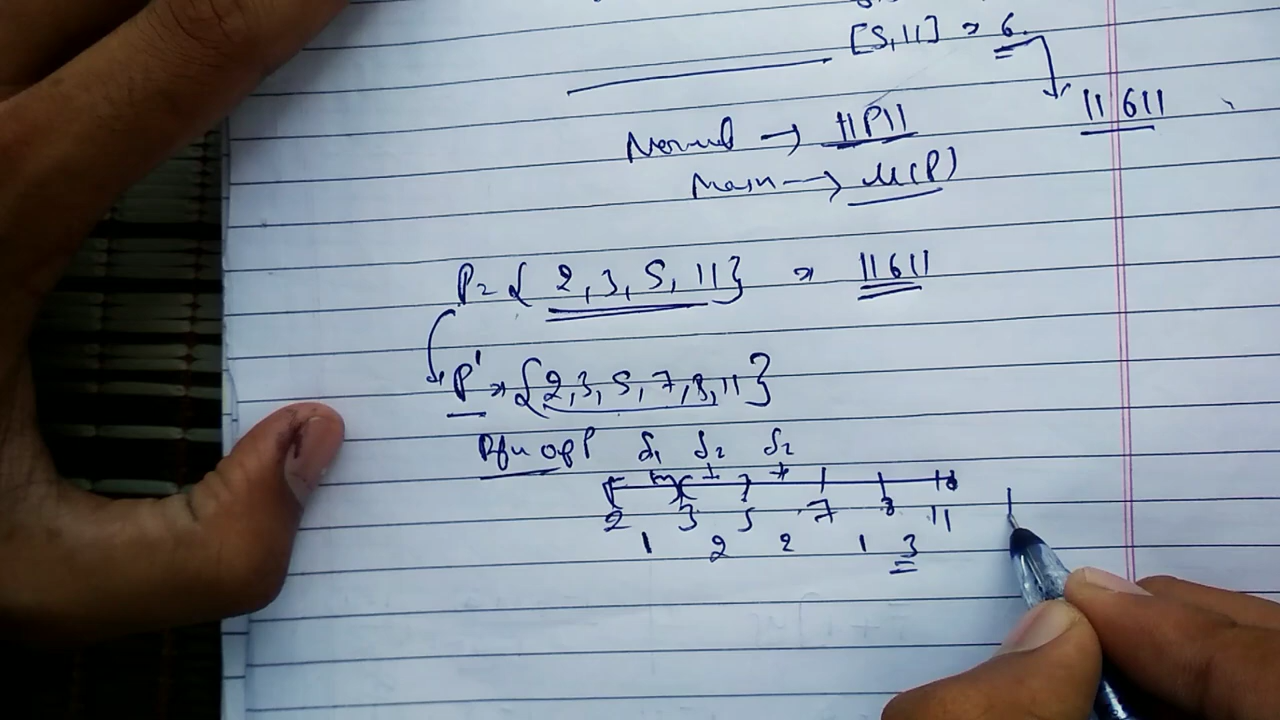 [5,11] → 6
||6||
Normal → ||P||
Main → μ(P)
P = { 2, 3, 5, 11 } → ||6||
P' → { 2, 3, 5, 7, 8, 11 }
of P δ₁ δ₂ δ₂
2 3 5 7 8 11
1 2 2 1 3